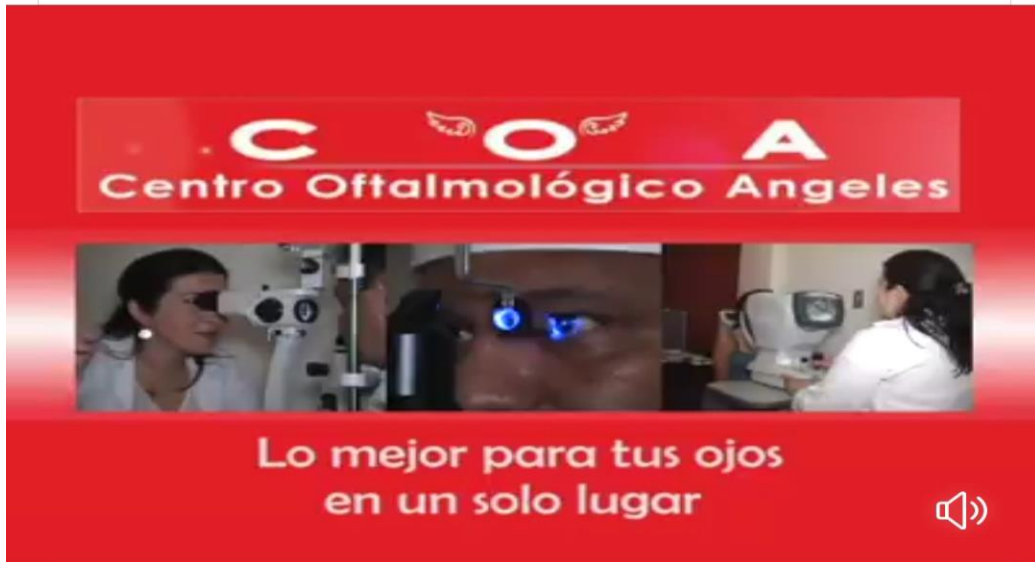 C O A
Centro Oftalmológico Angeles
Lo mejor para tus ojos
en un solo lugar